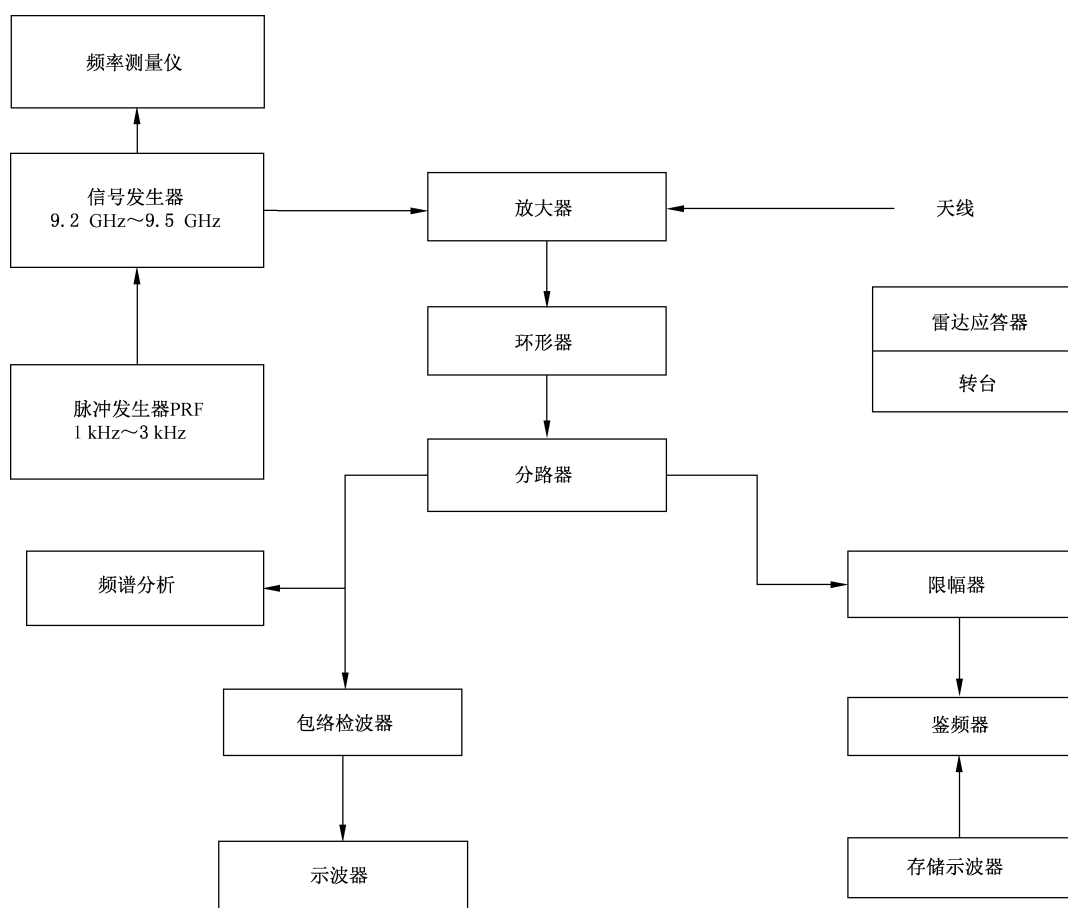 频率测量仪
信号发生器
9.2 GHz～9.5 GHz
放大器
天线
环形器
雷达应答器
转台
脉冲发生器PRF
1 kHz～3 kHz
分路器
频谱分析
限幅器
包络检波器
鉴频器
示波器
存储示波器